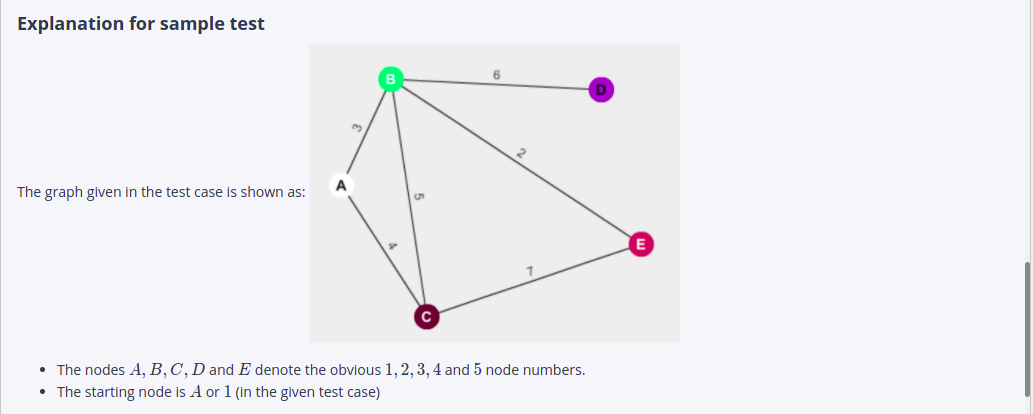 Explanation for sample test
B
6
D
3
2
The graph given in the test case is shown as:
A
5
4
E
7
C
• The nodes A, B, C, D and E denote the obvious 1, 2, 3, 4 and 5 node numbers.
• The starting node is A or 1 (in the given test case)